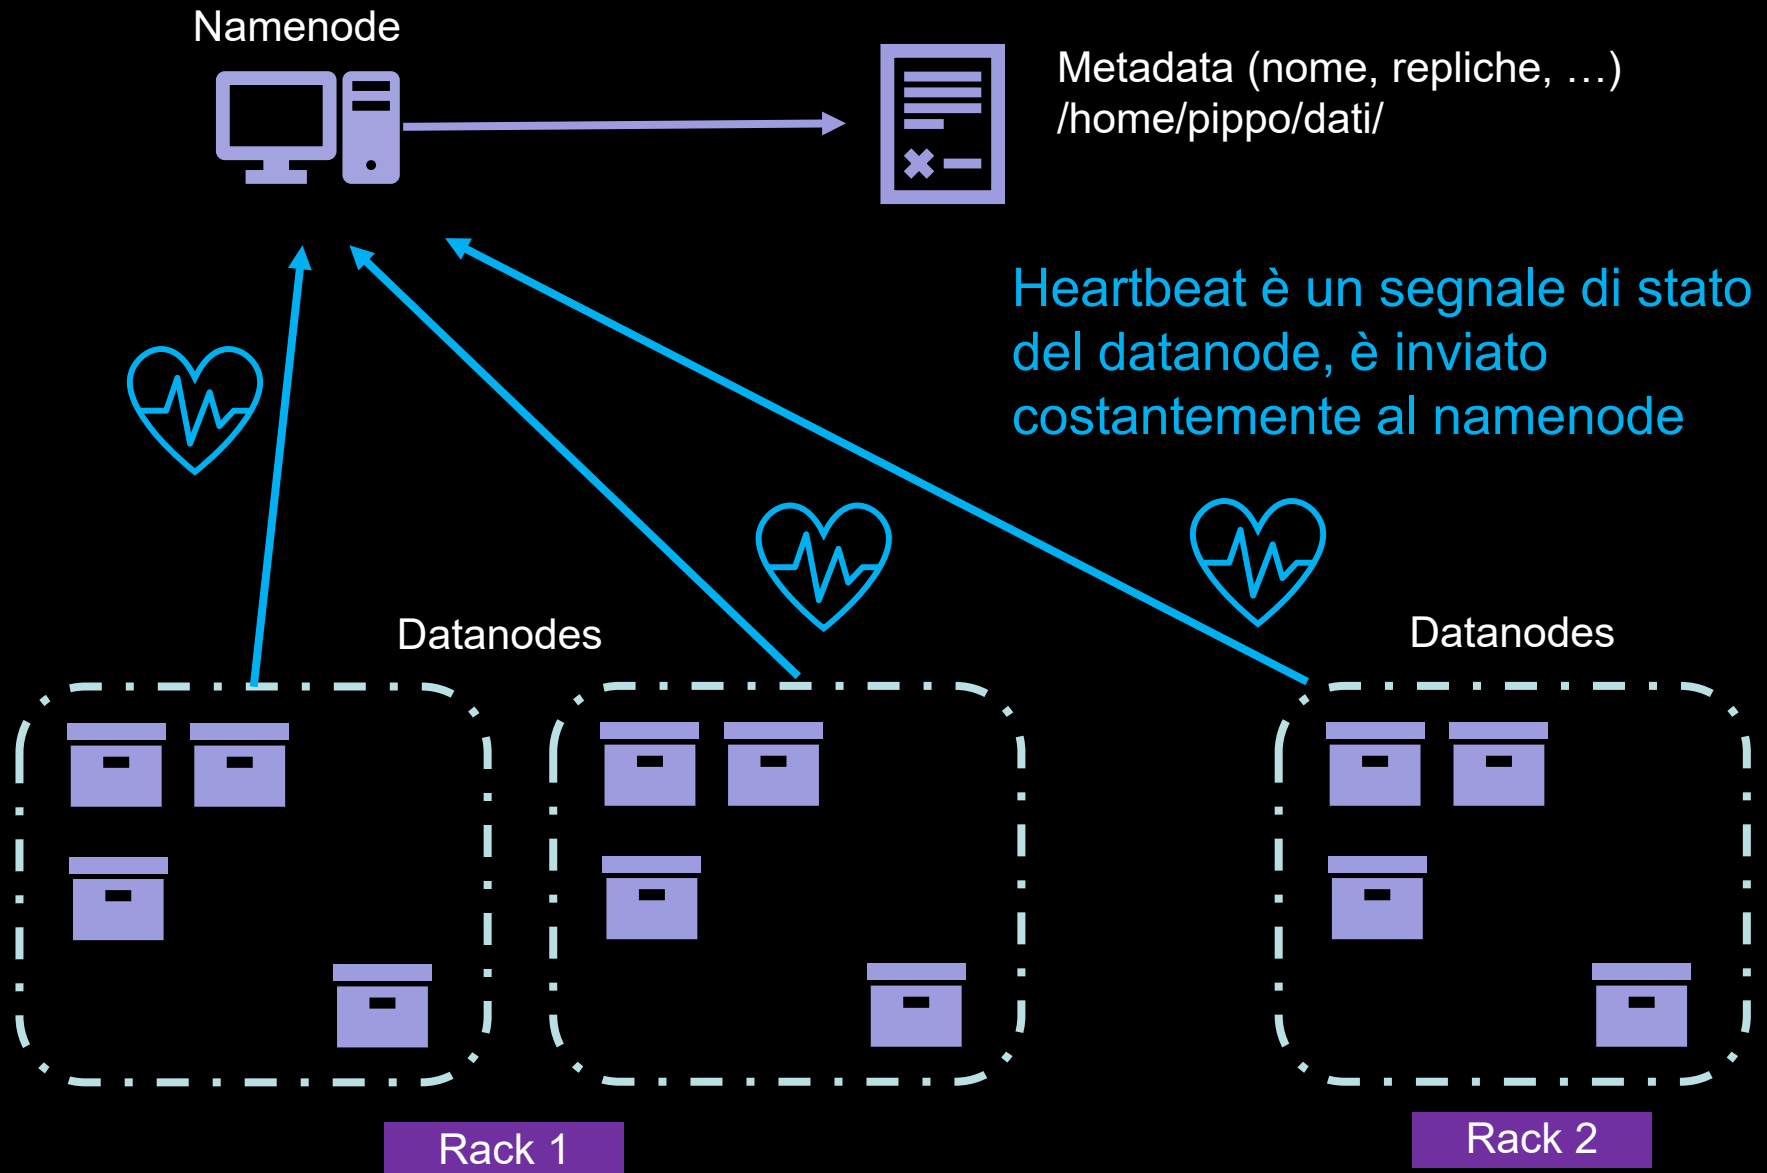 Namenode
Metadata (nome, repliche, …)
/home/pippo/dati/
Heartbeat è un segnale di stato
del datanode, è inviato
costantemente al namenode
Datanodes
Datanodes
Rack 1
Rack 2